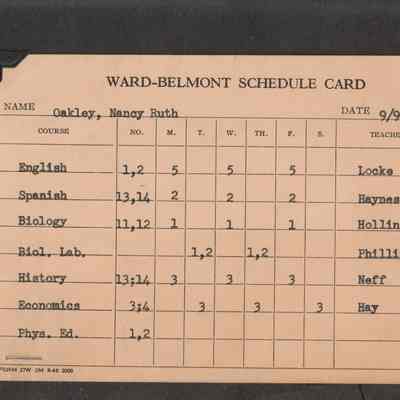 WARD-BELMONT SCHEDULE CARD
NAME Oakley, Nancy Ruth DATE 9/9
COURSE NO. M. T. W. TH. F. S. TEACHE
English 1,2 5 5 5 Locke
Spanish 13,14 2 2 2 Haynes
Biology 11,12 1 1 1 Hollin
Biol. Lab. 1,2 1,2 Philli
History 13;14 3 3 3 Neff
Economics 3;4 3 3 3 Hay
Phys. Ed. 1,2